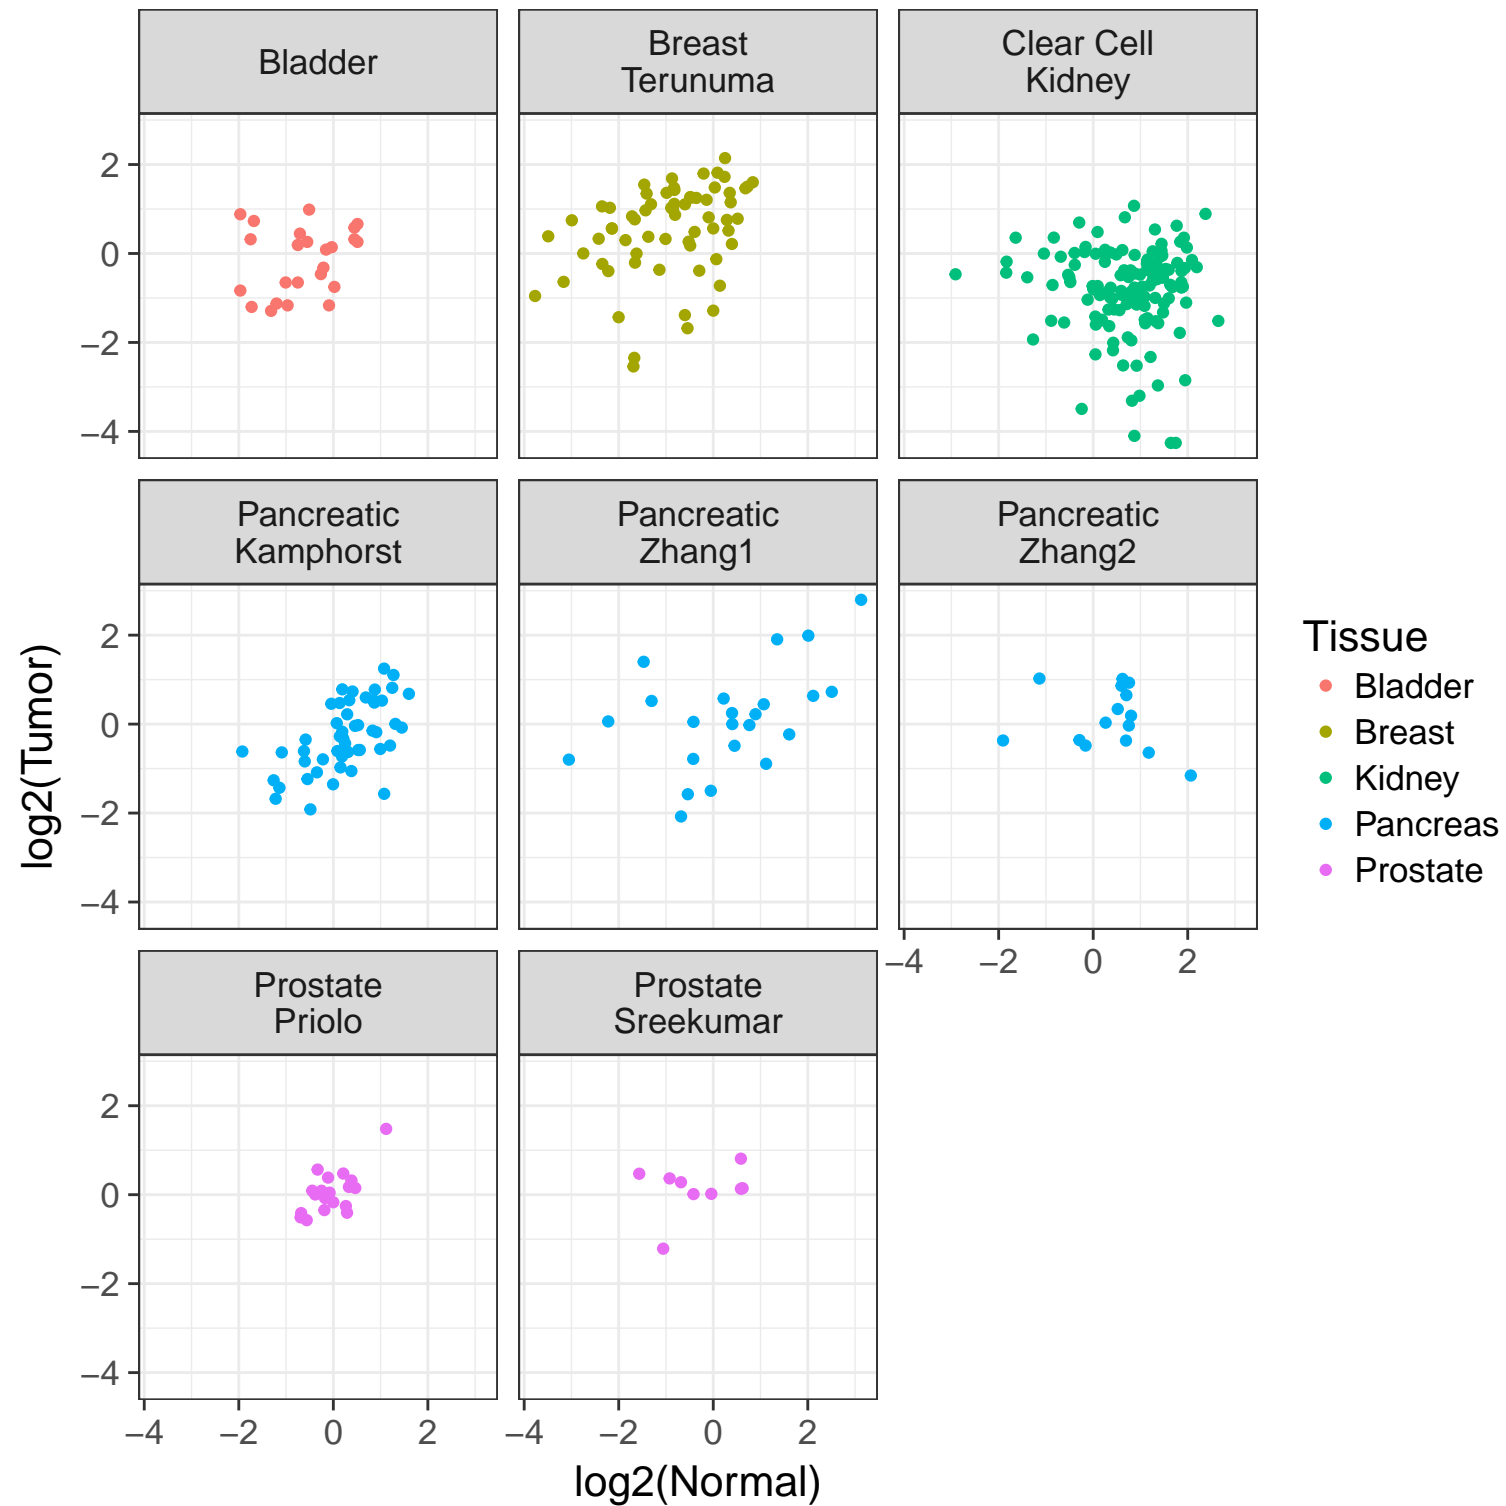 Bladder
Breast
Terunuma
Clear Cell
Kidney
2
0
−2
−4
Pancreatic
Kamphorst
Pancreatic
Zhang1
Pancreatic
Zhang2
2
0
−2
−4
−4 −2 0 2
Prostate
Priolo
Prostate
Sreekumar
2
0
−2
−4
−4 −2 0 2
−4 −2 0 2
log2(Normal)
log2(Tumor)
Tissue
Bladder
Breast
Kidney
Pancreas
Prostate